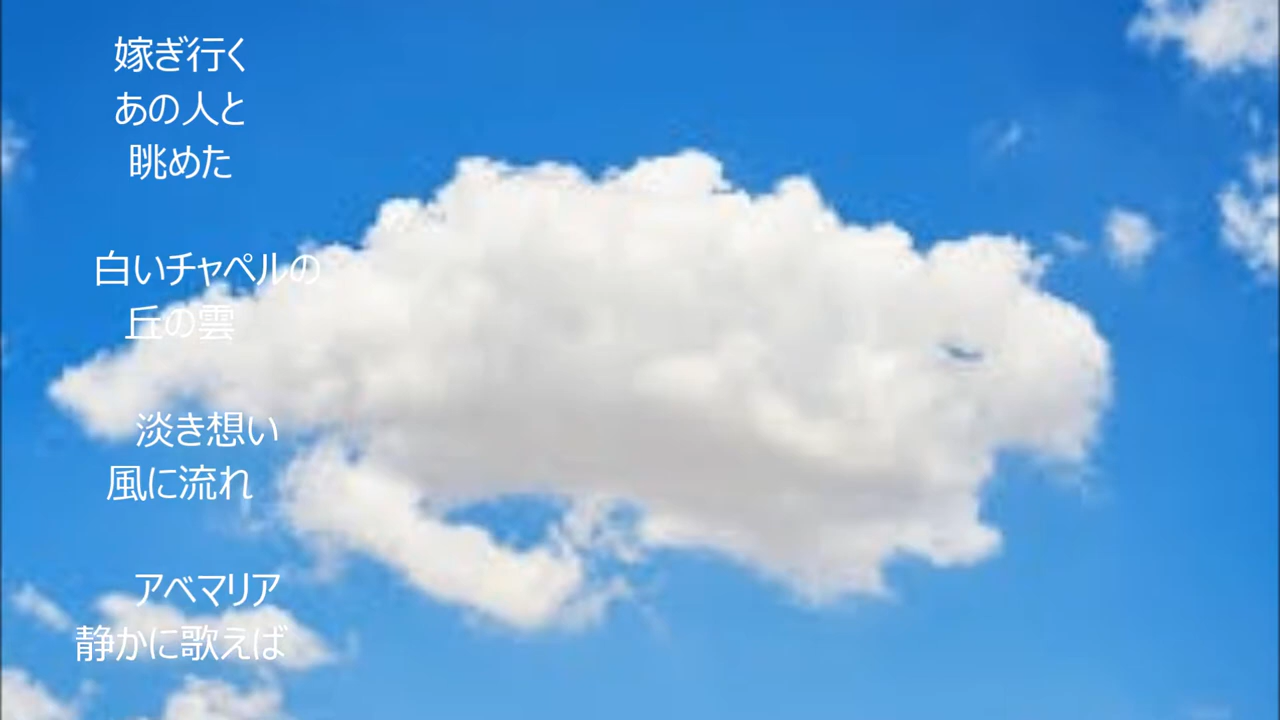 嫁ぎ行く
あの人と
眺めた
白いチャペルの
丘の雲
淡き想い
風に流れ
アベマリア
静かに歌えば